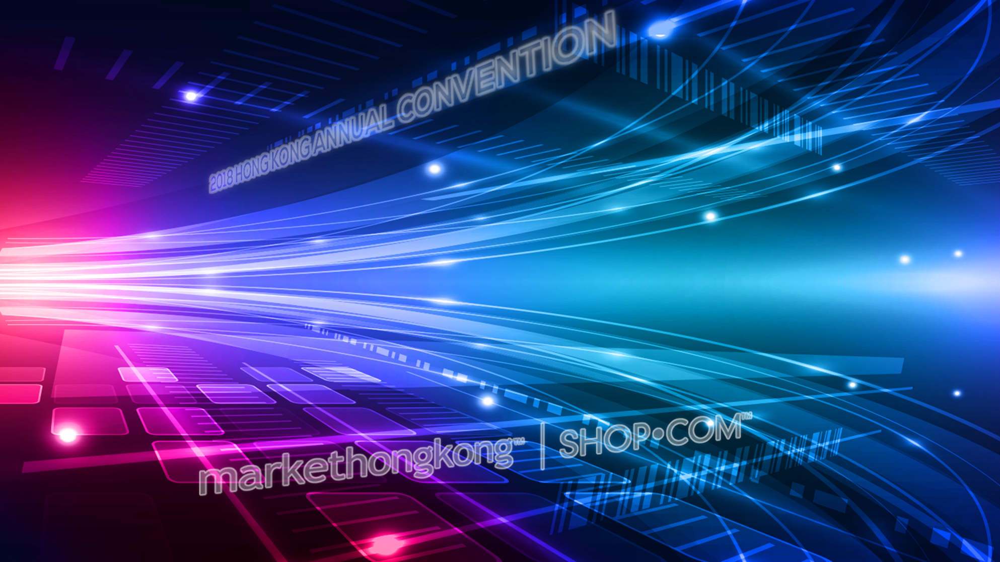 2018 HONG KONG ANNUAL CONVENTION
markethongkong™ | SHOP•COM™